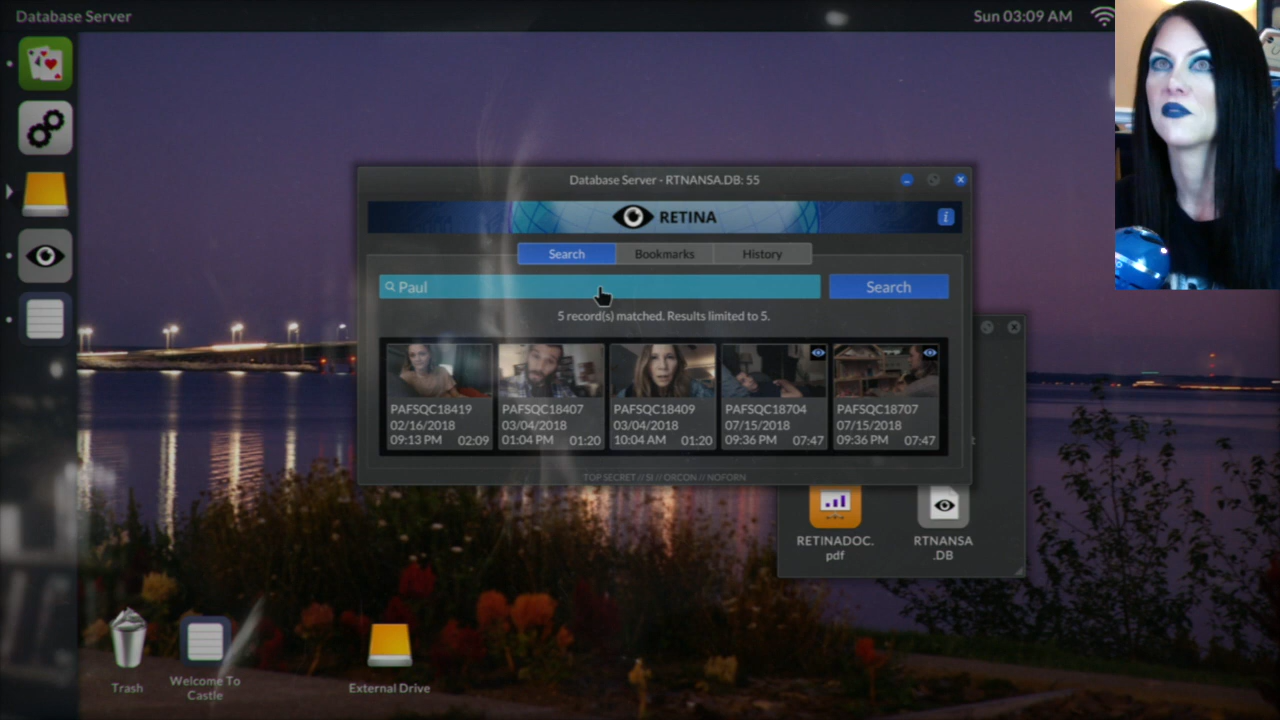 Database Server
Sun 03:09 AM
Database Server - RTNANSA.DB: 55
RETINA
Search
Bookmarks
History
Paul
Search
5 record(s) matched. Results limited to 5.
PAFSQC18419
02/16/2018
09:13 PM 02:09
PAFSQC18407
03/04/2018
01:04 PM 01:20
PAFSQC18409
03/04/2018
10:04 AM 01:20
PAFSQC18704
07/15/2018
09:36 PM 07:47
PAFSQC18707
07/15/2018
09:36 PM 07:47
TOP SECRET // SI // ORCON // NOFORN
RETINADOC.
pdf
RTNANSA
.DB
Trash
Welcome To
Castle
External Drive